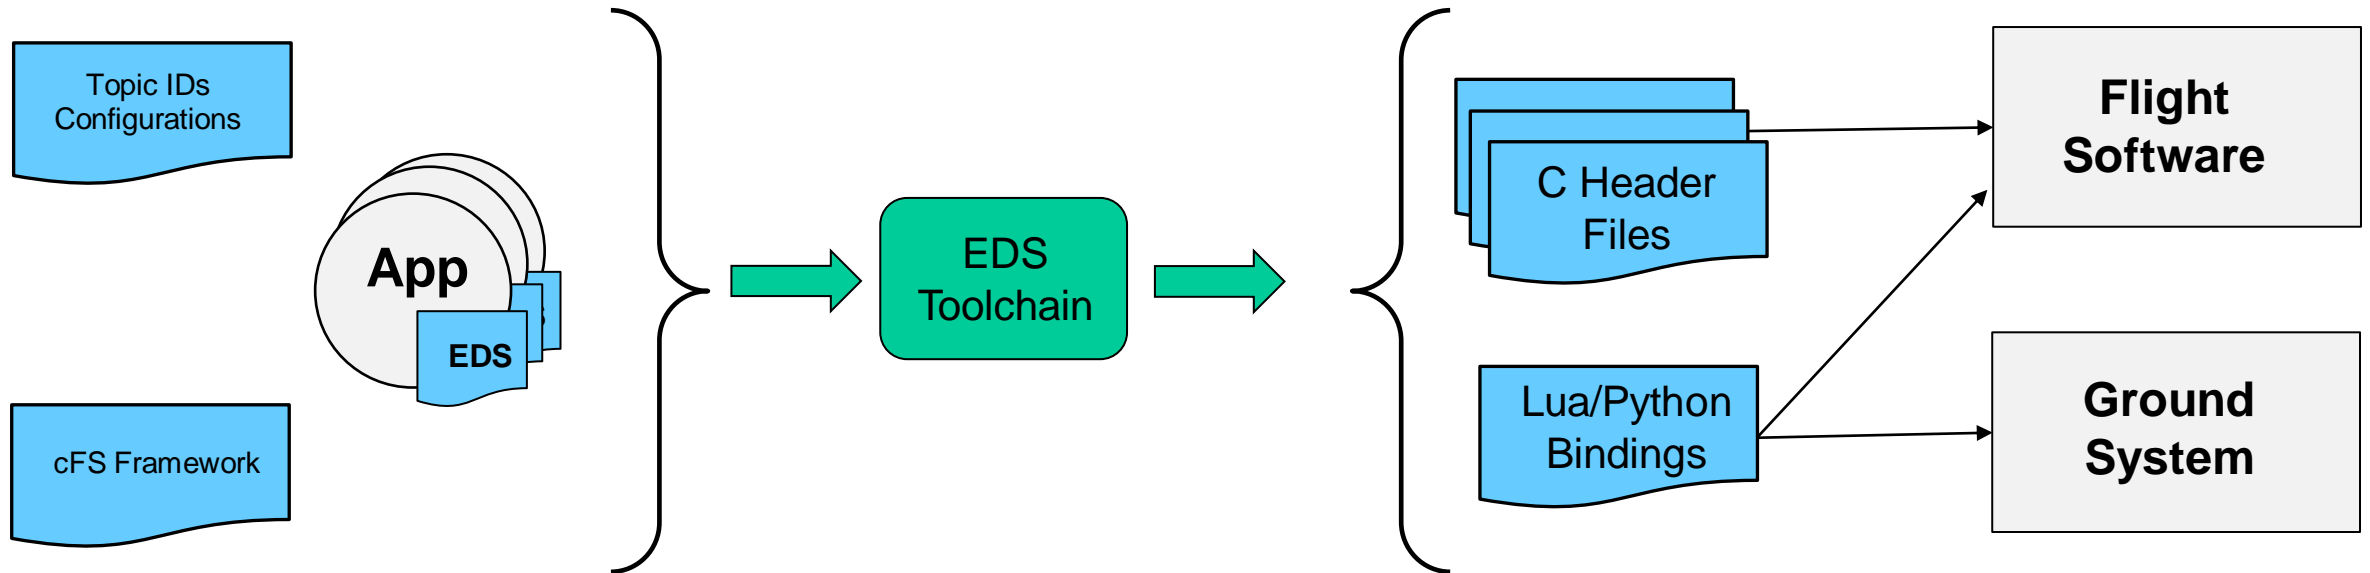 Topic IDs
Configurations
App
EDS
cFS Framework
EDS
Toolchain
C Header
Files
Lua/Python
Bindings
Flight
Software
Ground
System